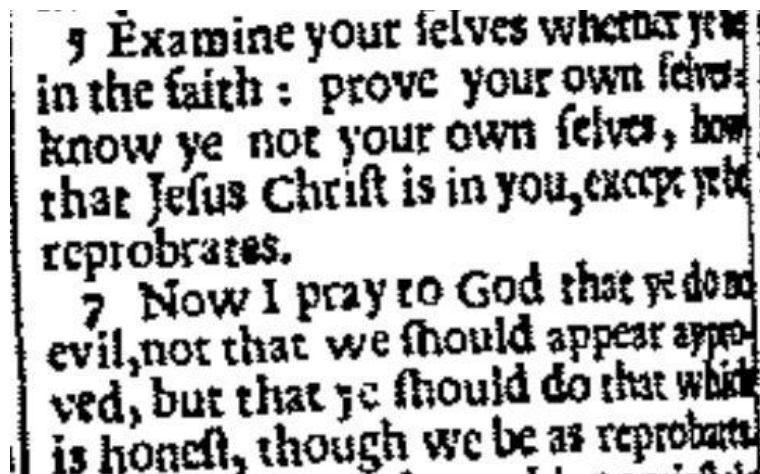 5 Examine your ſelves whether ye be
in the faith : prove your own ſelves:
know ye not your own ſelves, how
that Jeſus Chriſt is in you, except ye be
reprobrates.
7 Now I pray to God that ye do no
evil, not that we ſhould appear appro-
ved, but that ye ſhould do that which
is honeſt, though we be as reprobates.